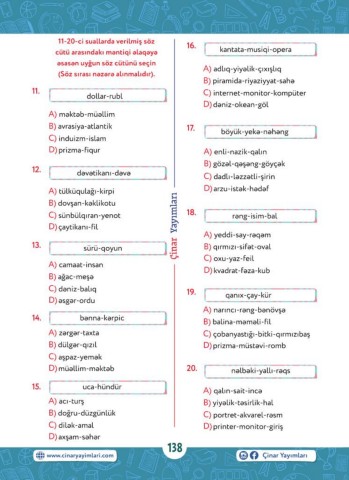 11-20-ci suallarda verilmiş söz
cütü arasındakı məntiqi əlaqəyə
əsasən uyğun söz cütünü seçin
(Söz sırası nəzərə alınmalıdır).
11.
dollar-rubl
A) məktəb-müəllim
B) avrasiya-atlantik
C) induizm-islam
D) prizma-fiqur
12.
dəvətikanı-dəvə
A) tülküquluğı-kirpi
B) dovşan-kəklikotu
C) sünbülqıran-yenot
D) çaytikanı-fil
13.
sürü-qoyun
A) camaat-insan
B) ağac-meşə
C) dəniz-balıq
D) əsgər-ordu
14.
bənna-kərpic
A) zərgər-taxta
B) dülgər-qızıl
C) aşpaz-yemək
D) müəllim-məktəb
15.
uca-hündür
A) acı-turş
B) doğru-düzgünlük
C) dilək-əməl
D) axşam-səhər
Çinar Yayımları
16.
kantata-musiqi-opera
A) adlıq-yiyəlik-çıxışlıq
B) piramida-riyaziyyat-sahə
C) internet-monitor-kompüter
D) dəniz-okean-göl
17.
böyük-yekə-nəhəng
A) enli-nazik-qalın
B) gözəl-qəşəng-göyçək
C) dadlı-ləzzətli-şirin
D) arzu-istək-hədəf
18.
rəng-isim-bal
A) yeddi-say-rəqəm
B) qırmızı-sifət-oval
C) oxu-yaz-feil
D) kvadrat-fəza-kub
19.
qanıx-çay-kür
A) narıncı-rəng-bənövşə
B) balina-məməli-fil
C) çobanyastığı-bitki-qırmızıbaş
D) prizma-müstəvi-romb
20.
nəlbəki-yallı-rəqs
A) qalın-sait-incə
B) yiyəlik-təsirlik-hal
C) portret-akvarel-rəsm
D) printer-monitor-giriş
138
www.cinaryayimlari.com
Çinar Yayımları